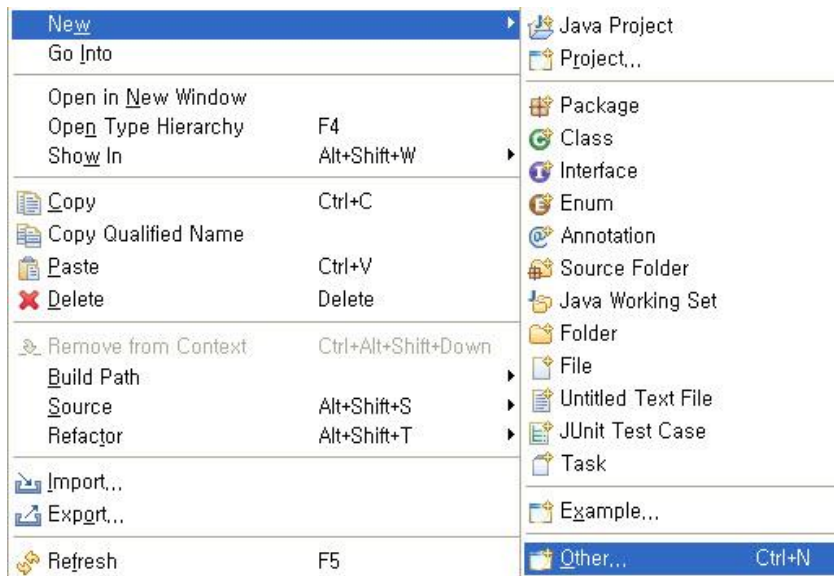 New
Go Into
Open in New Window
Open Type Hierarchy F4
Show In Alt+Shift+W
Copy Ctrl+C
Copy Qualified Name
Paste Ctrl+V
Delete Delete
Remove from Context Ctrl+Alt+Shift+Down
Build Path
Source Alt+Shift+S
Refactor Alt+Shift+T
Import...
Export...
Refresh F5
Java Project
Project...
Package
Class
Interface
Enum
Annotation
Source Folder
Java Working Set
Folder
File
Untitled Text File
JUnit Test Case
Task
Example...
Other... Ctrl+N